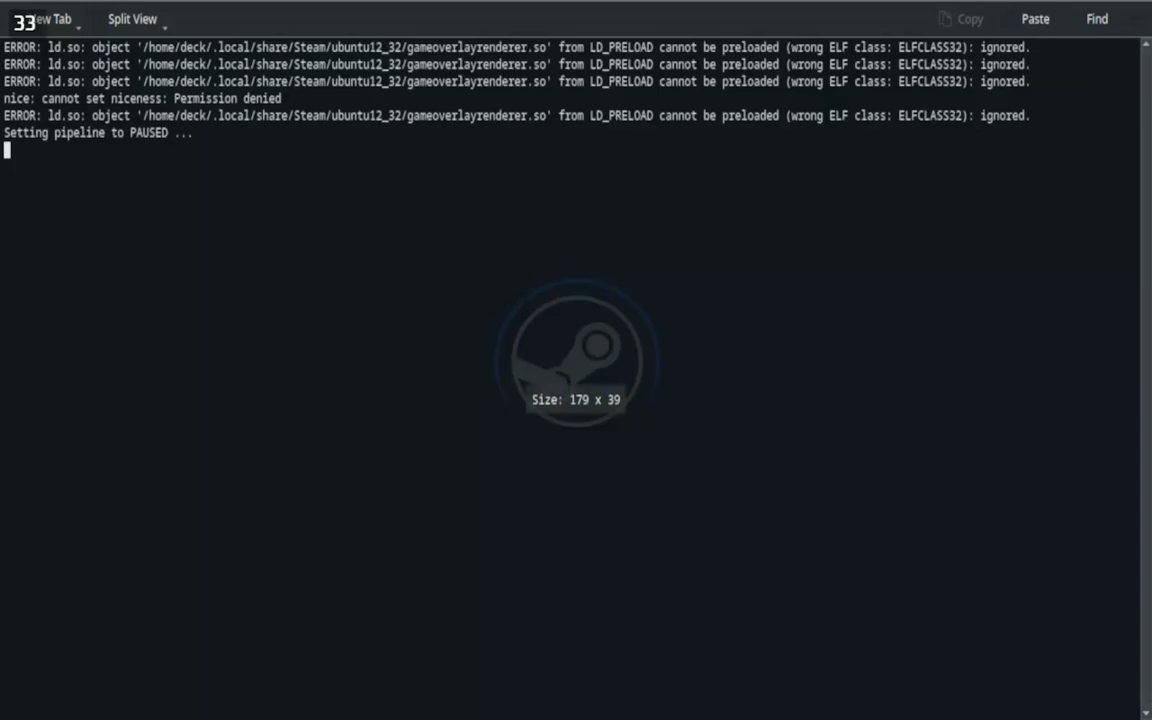 33
ew Tab
Split View
Copy
Paste
Find
ERROR: ld.so: object '/home/deck/.local/share/Steam/ubuntu12_32/gameoverlayrenderer.so' from LD_PRELOAD cannot be preloaded (wrong ELF class: ELFCLASS32): ignored.
ERROR: ld.so: object '/home/deck/.local/share/Steam/ubuntu12_32/gameoverlayrenderer.so' from LD_PRELOAD cannot be preloaded (wrong ELF class: ELFCLASS32): ignored.
ERROR: ld.so: object '/home/deck/.local/share/Steam/ubuntu12_32/gameoverlayrenderer.so' from LD_PRELOAD cannot be preloaded (wrong ELF class: ELFCLASS32): ignored.
nice: cannot set niceness: Permission denied
ERROR: ld.so: object '/home/deck/.local/share/Steam/ubuntu12_32/gameoverlayrenderer.so' from LD_PRELOAD cannot be preloaded (wrong ELF class: ELFCLASS32): ignored.
Setting pipeline to PAUSED ...
Size: 179 x 39